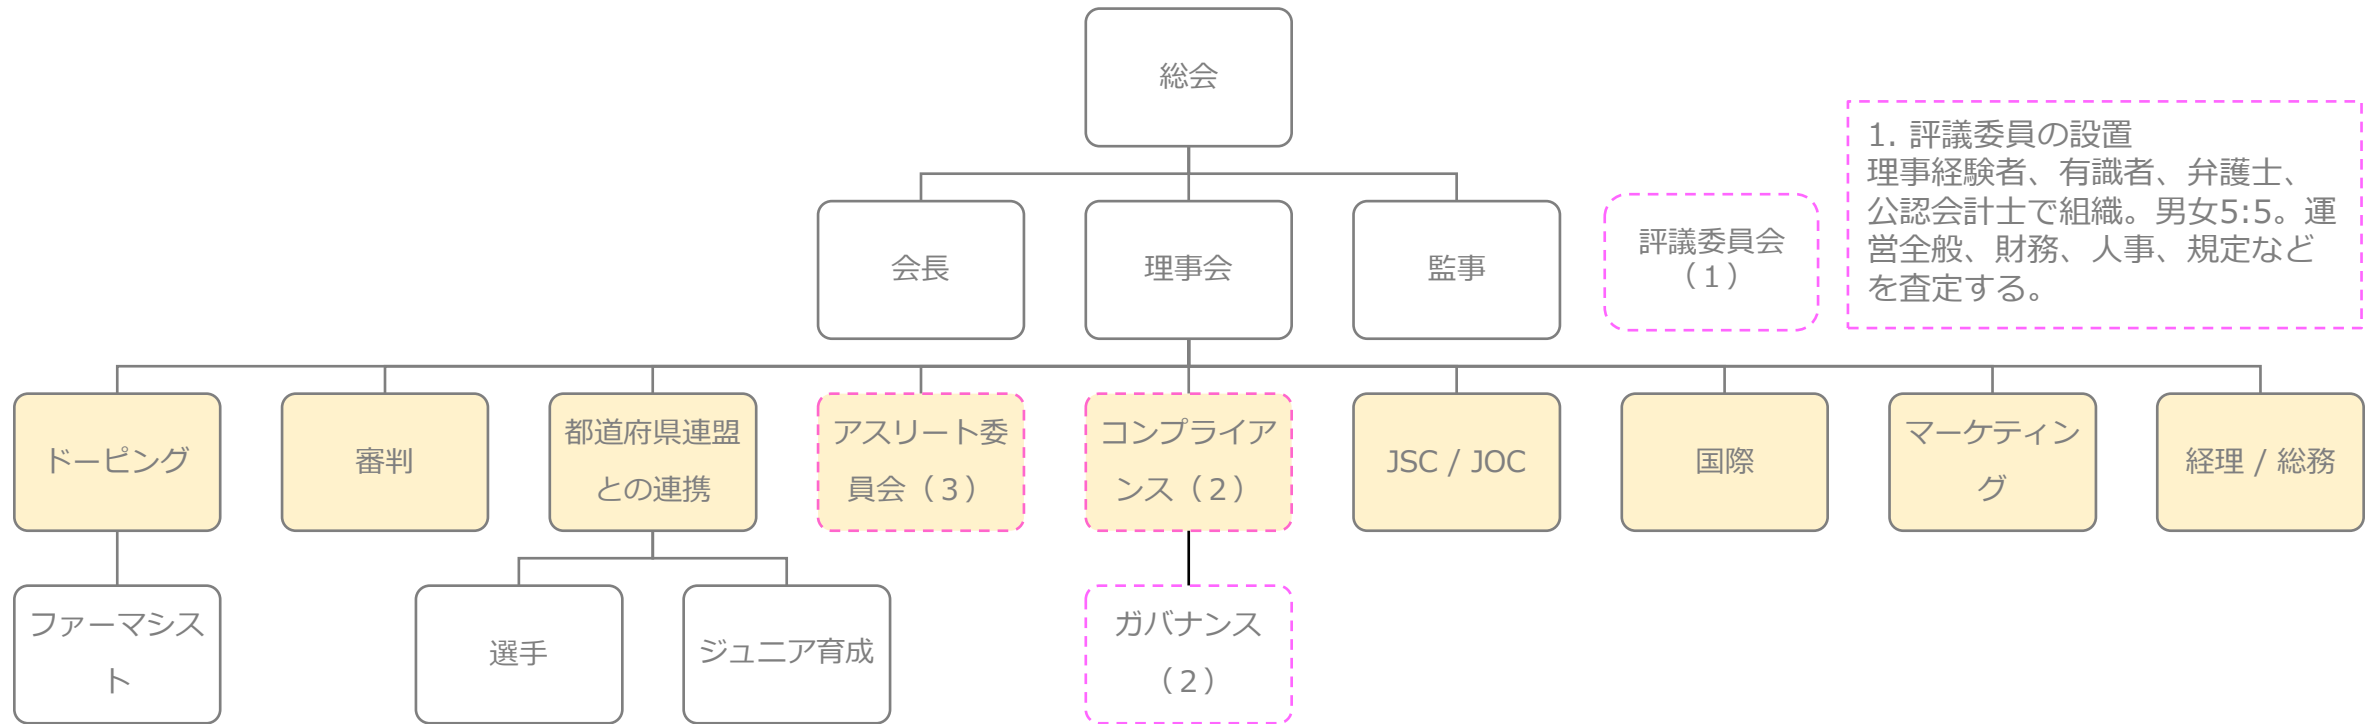 総会
1. 評議委員の設置
理事経験者、有識者、弁護士、
公認会計士で組織。男女5:5。運
営全般、財務、人事、規定など
を査定する。
会長
理事会
監事
評議委員会
（１）
ドーピング
審判
都道府県連盟
との連携
アスリート委
員会（３）
コンプライア
ンス（２）
JSC / JOC
国際
マーケティン
グ
経理 / 総務
ファーマシス
ト
選手
ジュニア育成
ガバナンス
（２）